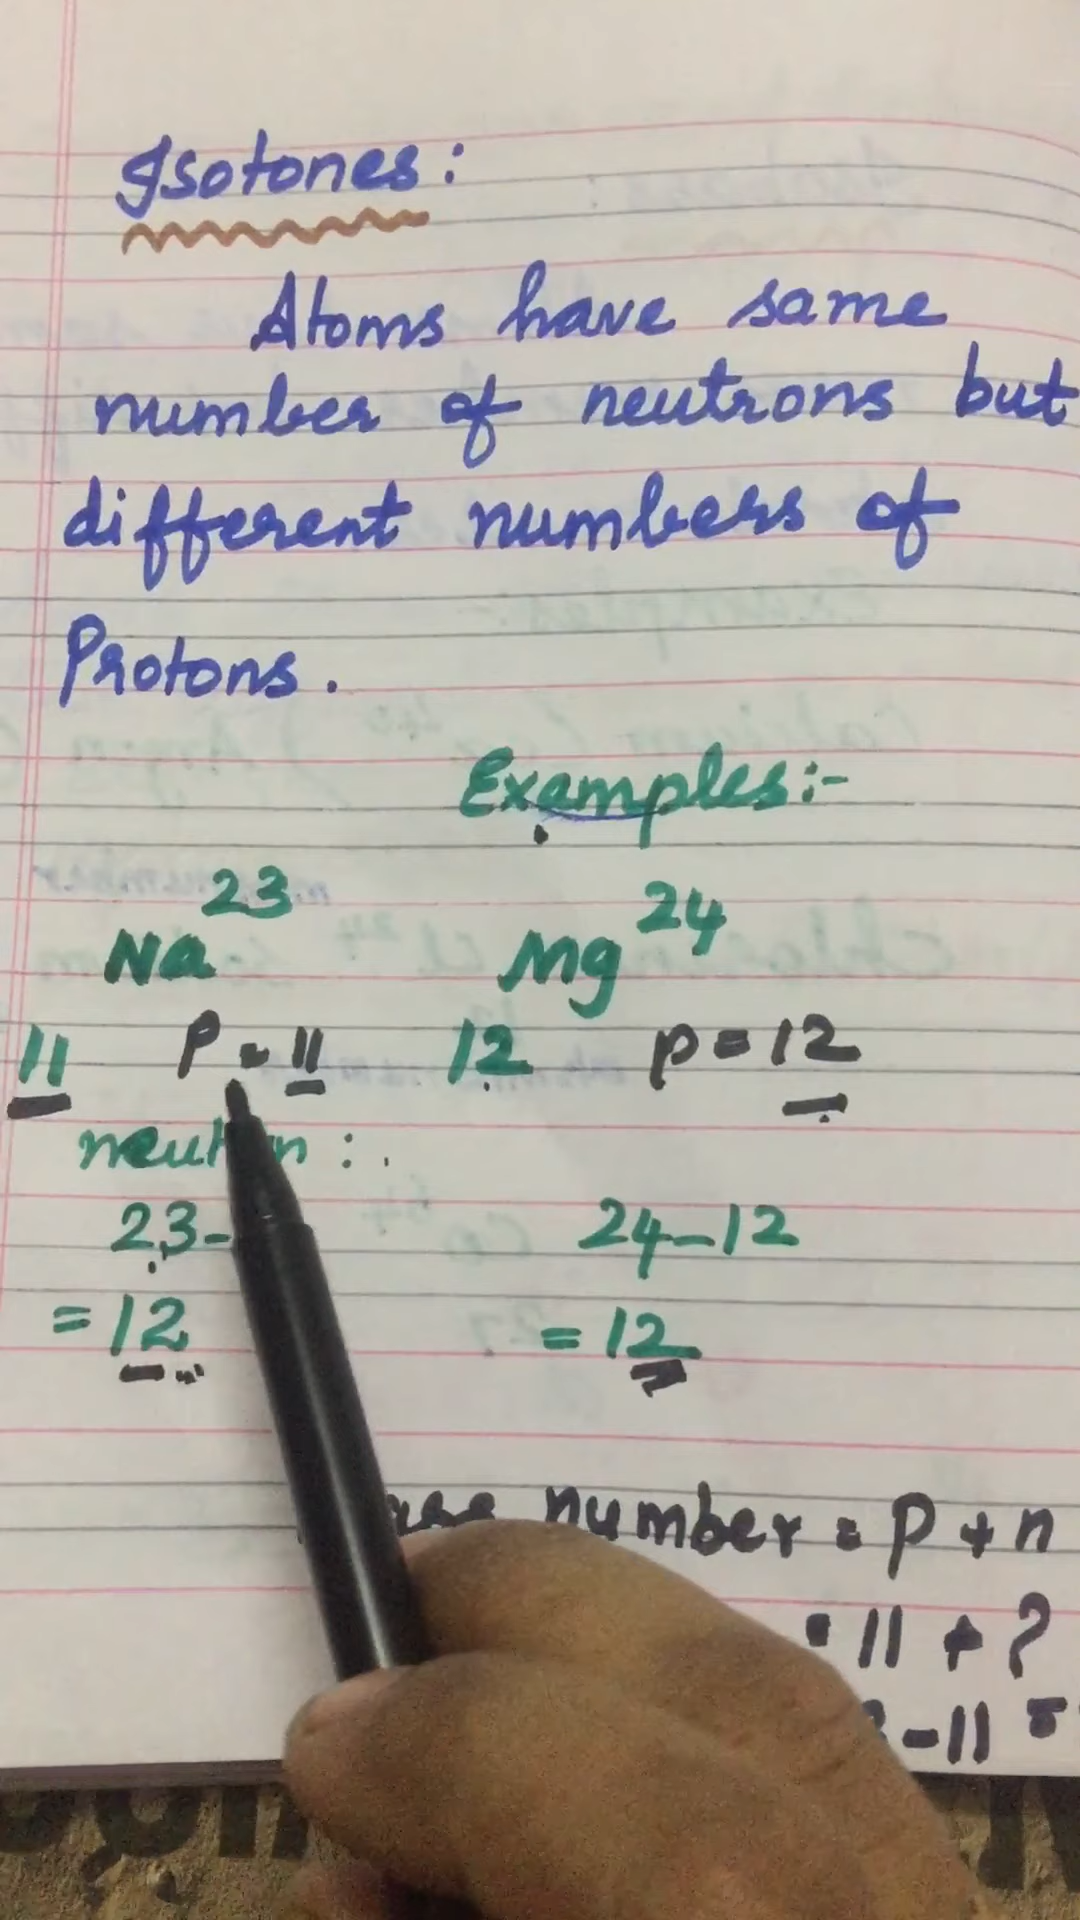 Isotones:
Atoms have same
number of neutrons but
different numbers of
Protons.
Examples:-
23 24
Na Mg
11 P = 11 12 p = 12
:
23- 24-12
= 12 = 12
number = p + n
= 11 + ?
-11 =